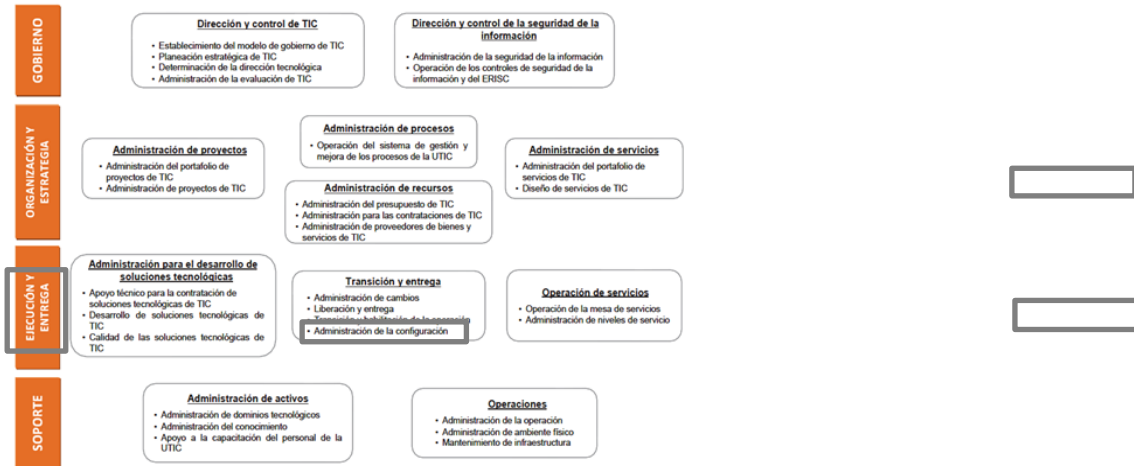 GOBIERNO
Dirección y control de TIC
• Establecimiento del modelo de gobierno de TIC
• Planeación estratégica de TIC
• Determinación de la dirección tecnológica
• Administración de la evaluación de TIC
Dirección y control de la seguridad de la
información
• Administración de la seguridad de la información
• Operación de los controles de seguridad de la
información y del ERISC
ORGANIZACIÓN Y
ESTRATEGIA
Administración de proyectos
• Administración del portafolio de
proyectos de TIC
• Administración de proyectos de TIC
Administración de procesos
• Operación del sistema de gestión y
mejora de los procesos de la UTIC
Administración de recursos
• Administración del presupuesto de TIC
• Administración para las contrataciones de TIC
• Administración de proveedores de bienes y
servicios de TIC
Administración de servicios
• Administración del portafolio de
servicios de TIC
• Diseño de servicios de TIC
EJECUCIÓN Y
ENTREGA
Administración para el desarrollo de
soluciones tecnológicas
• Apoyo técnico para la contratación de
soluciones tecnológicas de TIC
• Desarrollo de soluciones tecnológicas de
TIC
• Calidad de las soluciones tecnológicas de
TIC
Transición y entrega
• Administración de cambios
• Liberación y entrega
• Transición y habilitación de la operación
• Administración de la configuración
Operación de servicios
• Operación de la mesa de servicios
• Administración de niveles de servicio
SOPORTE
Administración de activos
• Administración de dominios tecnológicos
• Administración del conocimiento
• Apoyo a la capacitación del personal de la
UTIC
Operaciones
• Administración de la operación
• Administración de ambiente físico
• Mantenimiento de infraestructura